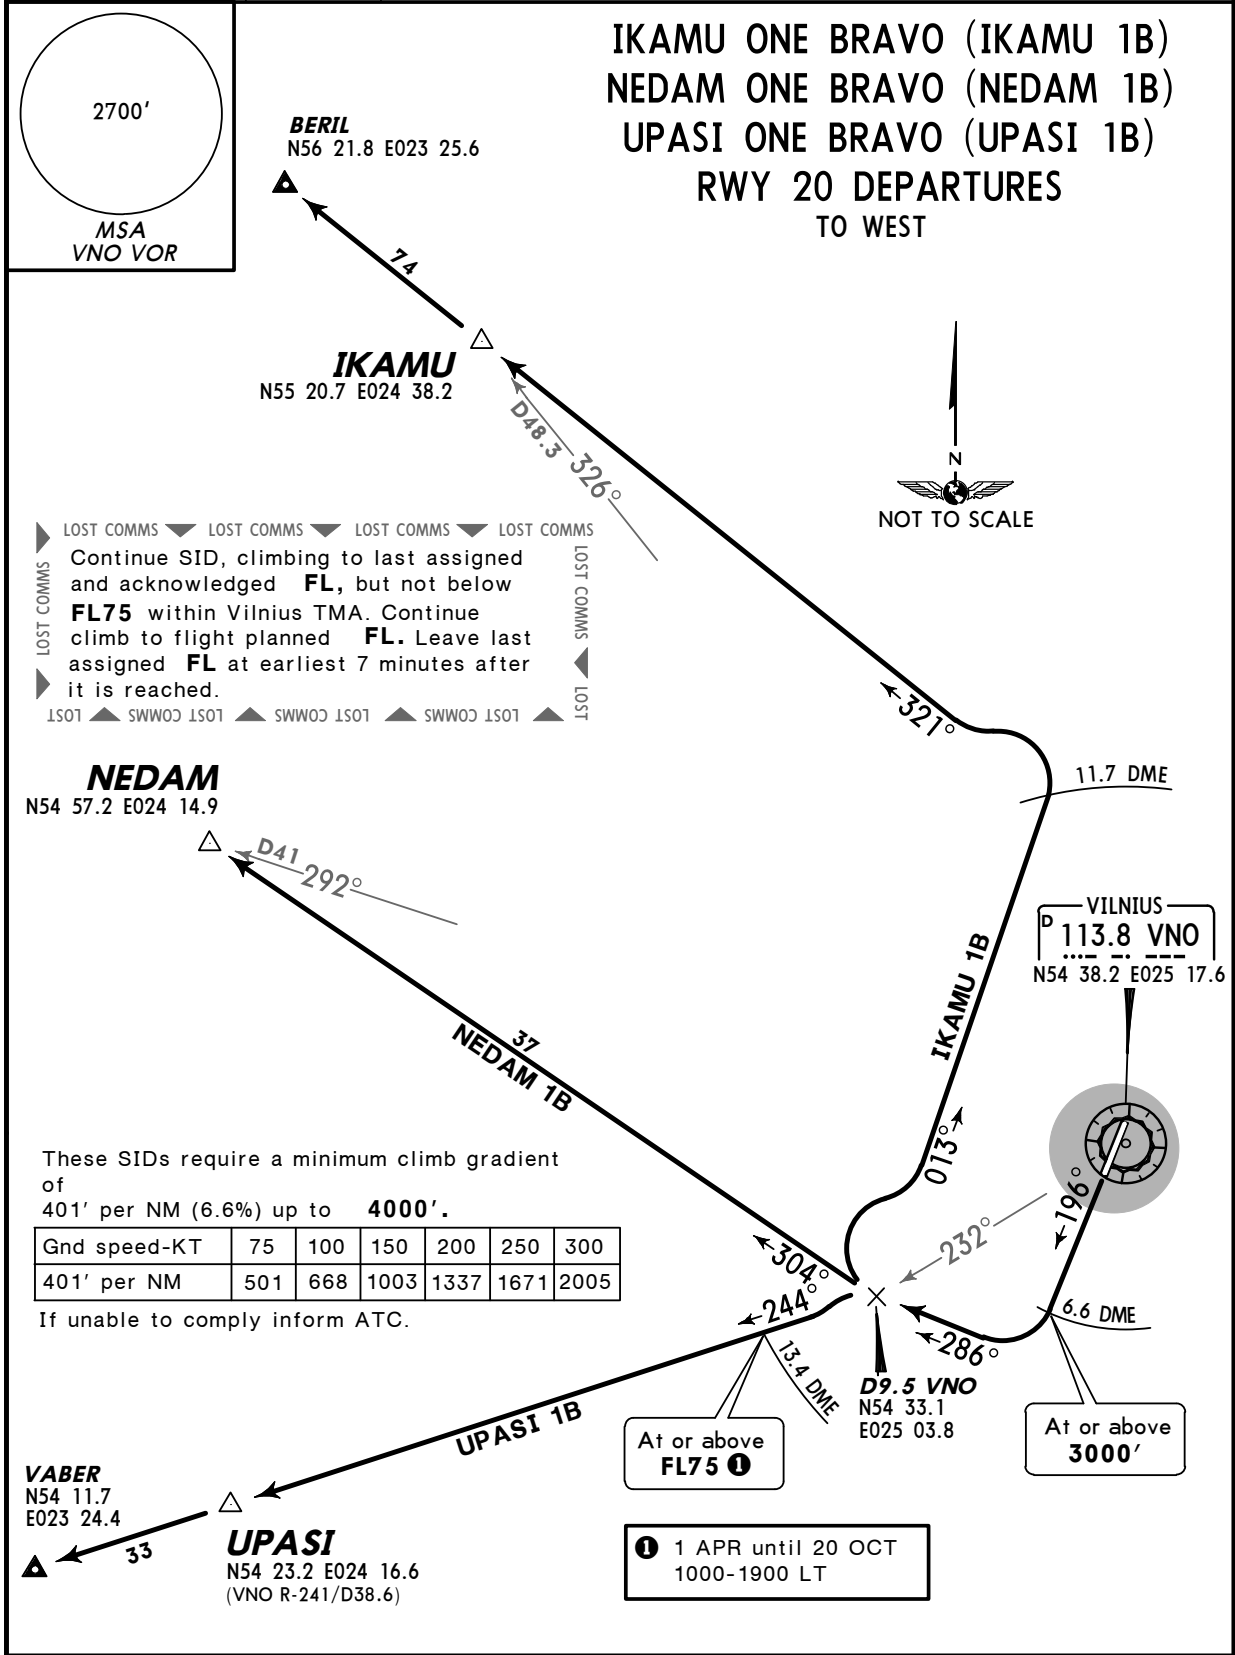 IKAMU ONE BRAVO (IKAMU 1B)
NEDAM ONE BRAVO (NEDAM 1B)
UPASI ONE BRAVO (UPASI 1B)
RWY 20 DEPARTURES
TO WEST
2700'
MSA
VNO VOR
BERIL
N56 21.8 E023 25.6
74
IKAMU
N55 20.7 E024 38.2
D48.3
326°
N
NOT TO SCALE
LOST COMMS LOST COMMS LOST COMMS LOST COMMS
LOST COMMS
LOST COMMS
LOST
LOST COMMS LOST COMMS LOST COMMS LOST
Continue SID, climbing to last assigned
and acknowledged FL, but not below
FL75 within Vilnius TMA. Continue
climb to flight planned FL. Leave last
assigned FL at earliest 7 minutes after
it is reached.
321°
11.7 DME
NEDAM
N54 57.2 E024 14.9
D41
292°
VILNIUS
D
113.8 VNO
N54 38.2 E025 17.6
IKAMU 1B
37
NEDAM 1B
013°
196°
232°
These SIDs require a minimum climb gradient
of
401' per NM (6.6%) up to 4000'.
Gnd speed-KT 75 100 150 200 250 300
401' per NM 501 668 1003 1337 1671 2005
If unable to comply inform ATC.
304°
244°
6.6 DME
286°
13.4 DME
D9.5 VNO
N54 33.1
E025 03.8
At or above
3000'
At or above
FL75 1
UPASI 1B
VABER
N54 11.7
E023 24.4
33
UPASI
N54 23.2 E024 16.6
(VNO R-241/D38.6)
1 1 APR until 20 OCT
1000-1900 LT